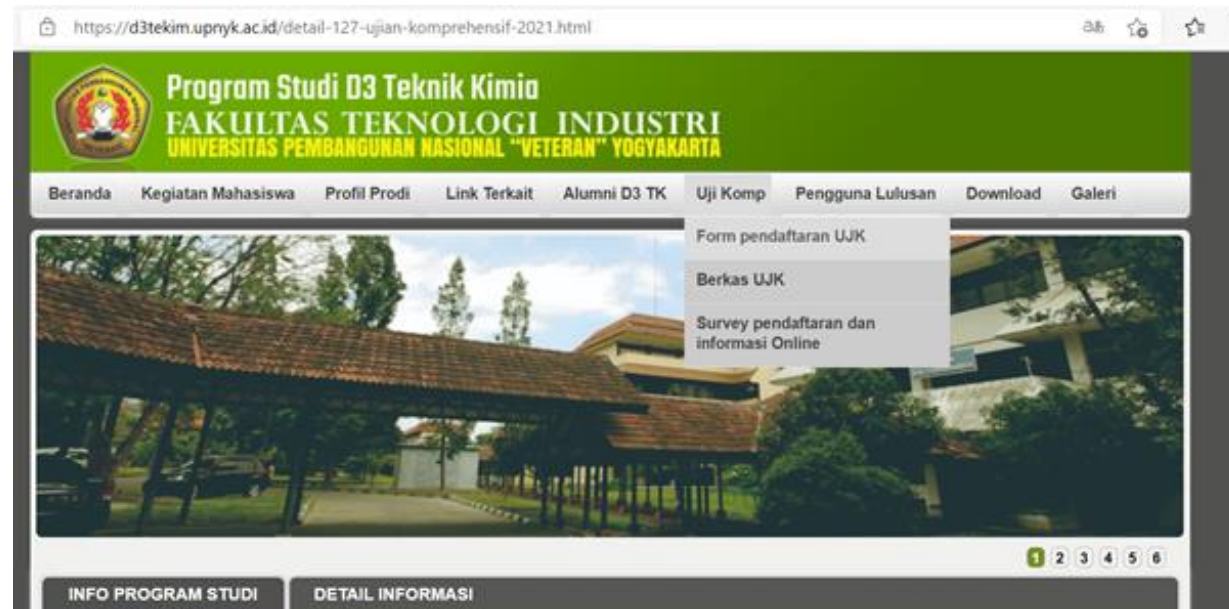 https://d3tekim.upnyk.ac.id/detail-127-ujian-komprehensif-2021.html
Program Studi D3 Teknik Kimia
FAKULTAS TEKNOLOGI INDUSTRI
UNIVERSITAS PEMBANGUNAN NASIONAL "VETERAN" YOGYAKARTA
Beranda Kegiatan Mahasiswa Profil Prodi Link Terkait Alumni D3 TK Uji Komp Pengguna Lulusan Download Galeri
Form pendaftaran UJK
Berkas UJK
Survey pendaftaran dan
informasi Online
1 2 3 4 5 6
INFO PROGRAM STUDI DETAIL INFORMASI